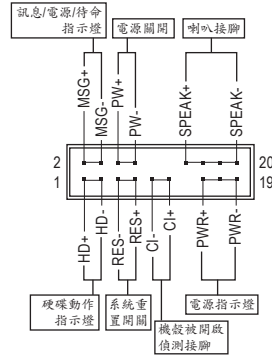 訊息/電源/待命
指示燈
電源關開
喇叭接腳
MSG+
MSG-
PW+
PW-
SPEAK+
SPEAK-
2
20
1
19
HD+
HD-
RES-
RES+
CI-
CI+
PWR+
PWR-
硬碟動作
指示燈
系統重
置開關
機殼被開啟
偵測接腳
電源指示燈